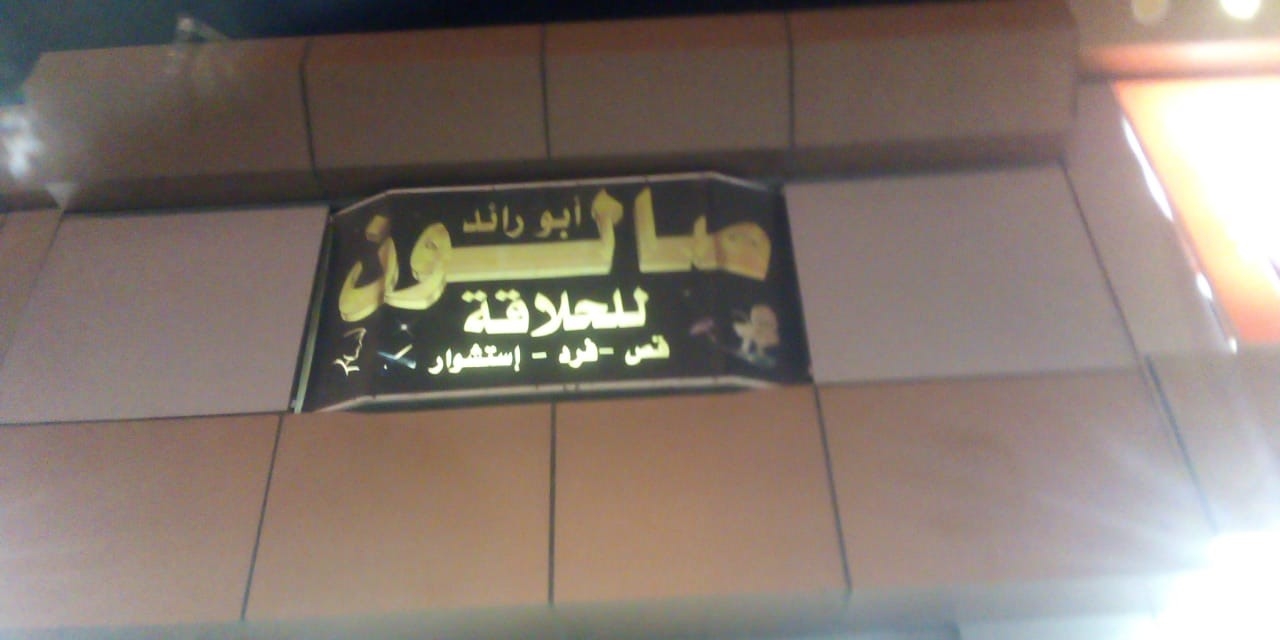 صالون
أبو رائد
للحلاقة
قص - فرد - إستشوار